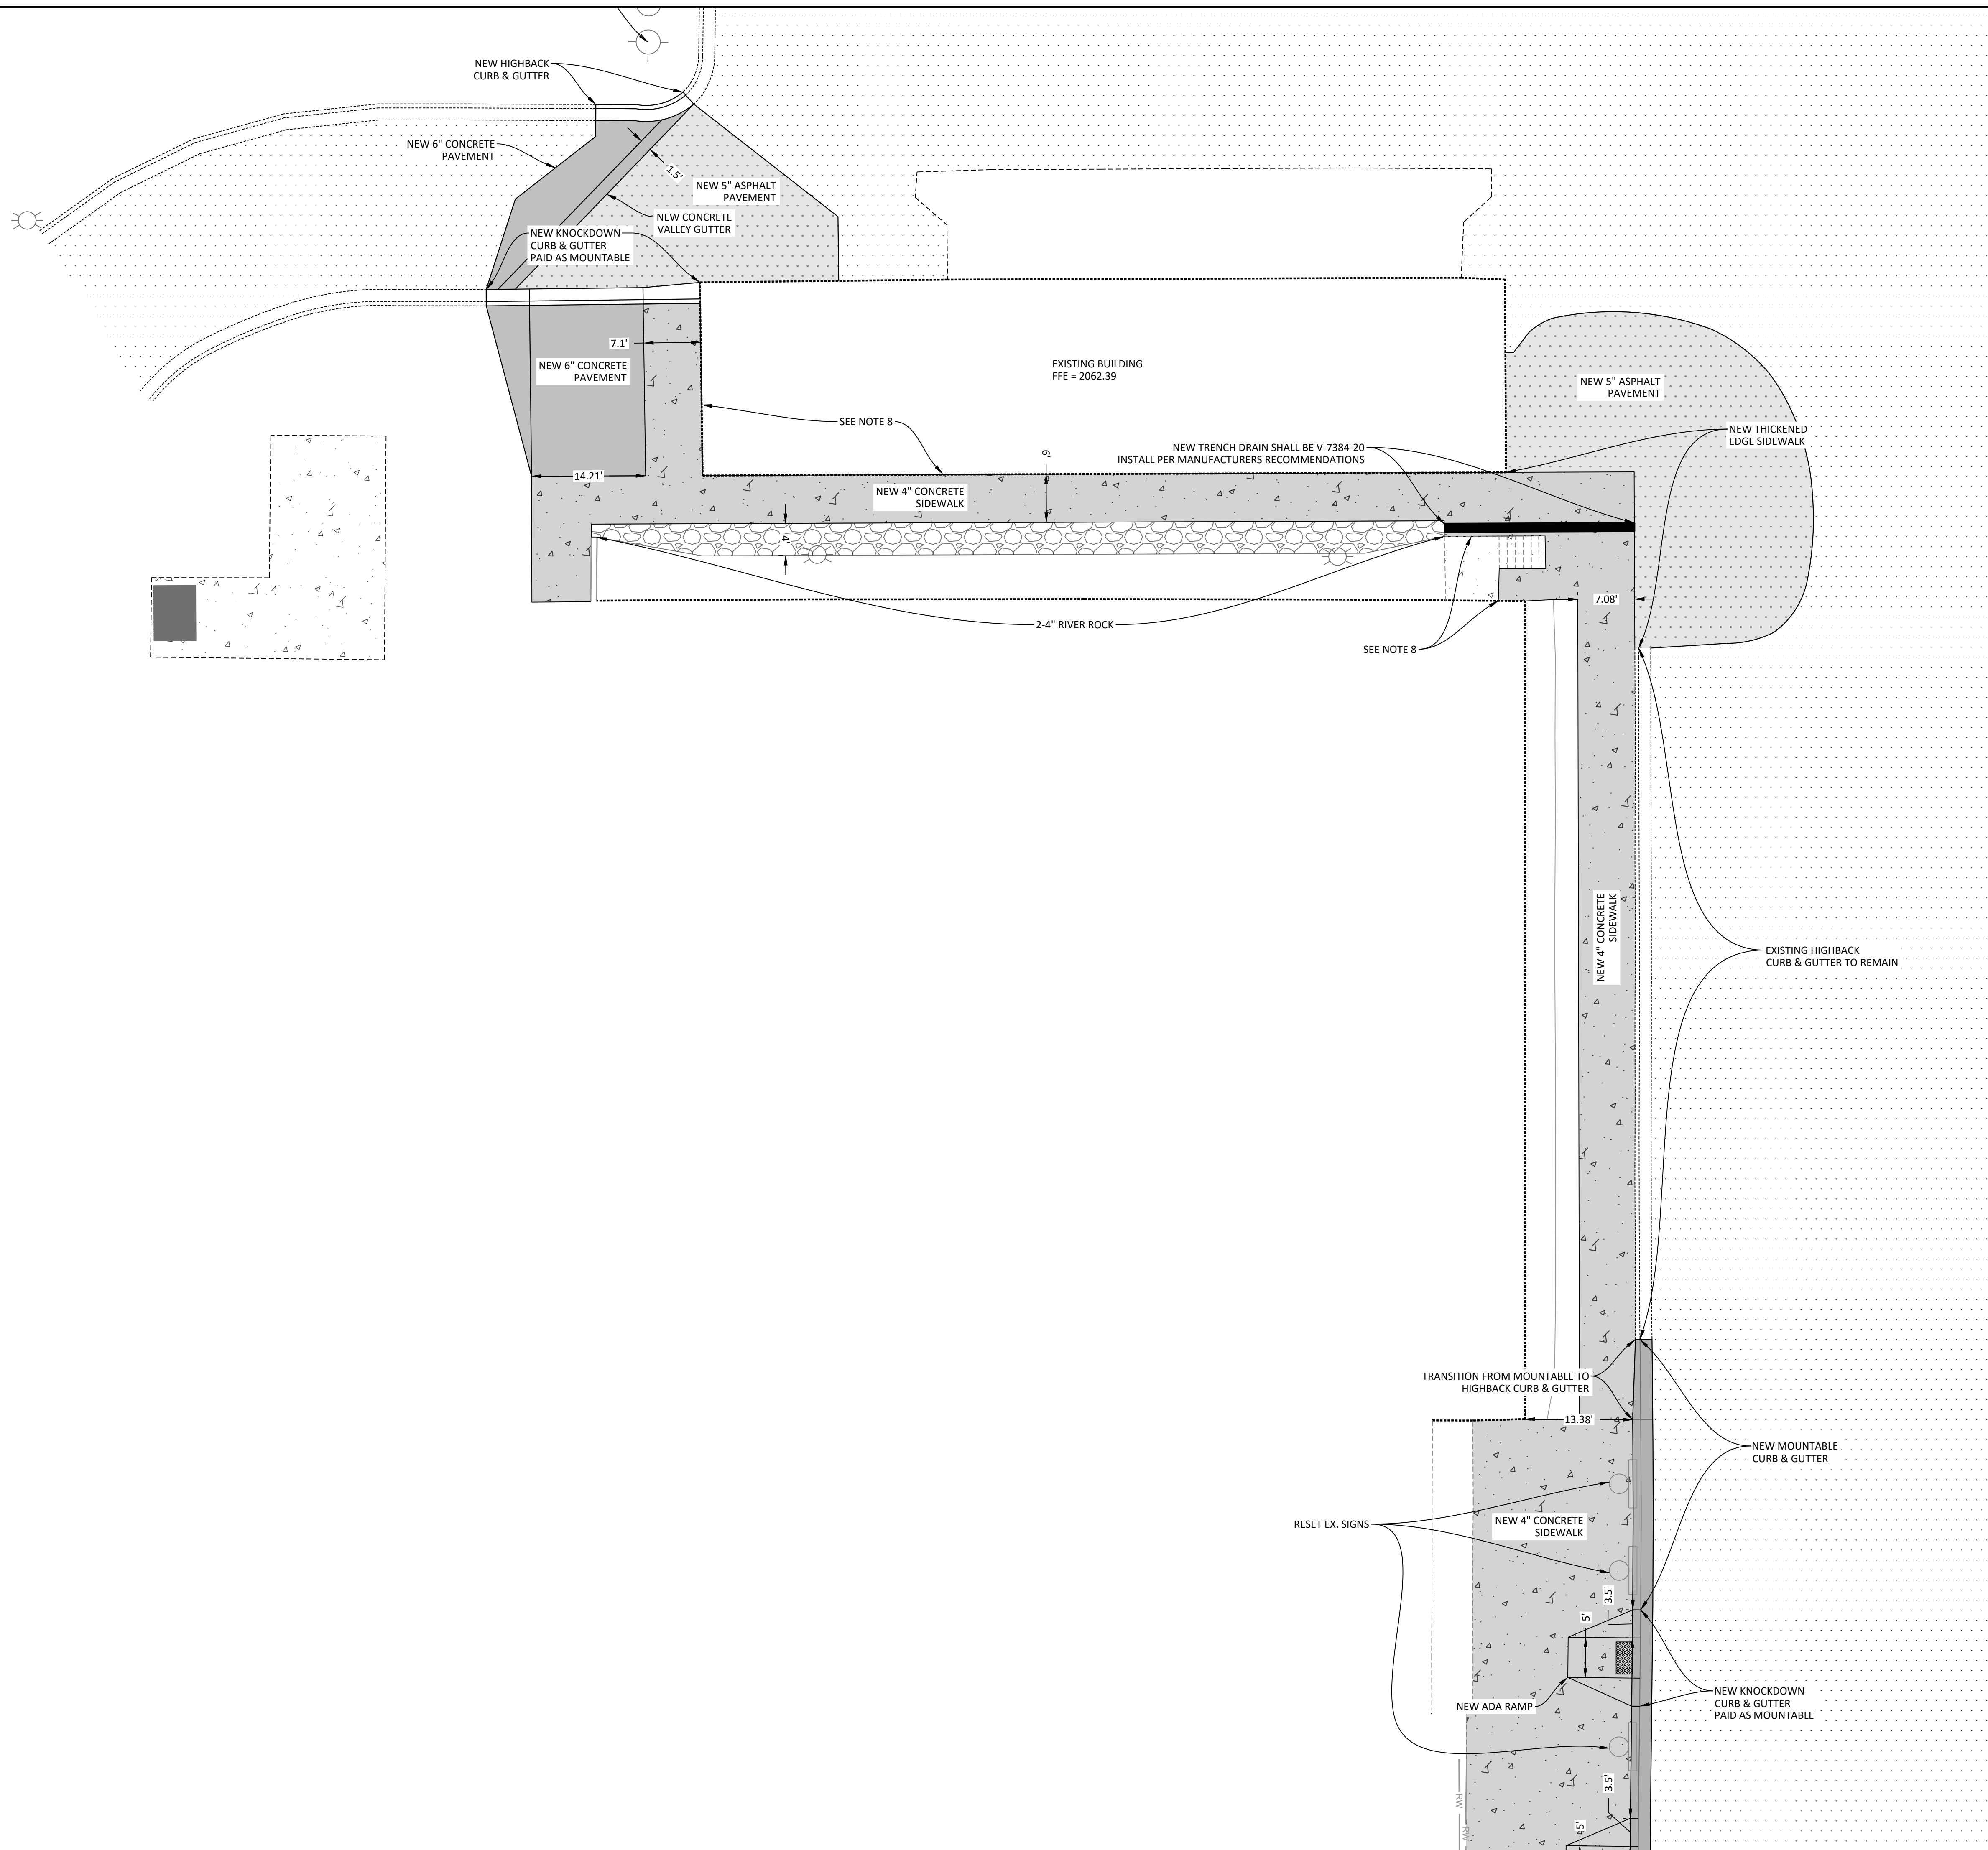 NEW HIGHBACK
CURB & GUTTER
NEW 6" CONCRETE
PAVEMENT
1.5'
NEW 5" ASPHALT
PAVEMENT
NEW CONCRETE
VALLEY GUTTER
NEW KNOCKDOWN
CURB & GUTTER
PAID AS MOUNTABLE
7.1'
NEW 6" CONCRETE
PAVEMENT
EXISTING BUILDING
FFE = 2062.39
NEW 5" ASPHALT
PAVEMENT
SEE NOTE 8
NEW THICKENED
EDGE SIDEWALK
NEW TRENCH DRAIN SHALL BE V-7384-20
INSTALL PER MANUFACTURERS RECOMMENDATIONS
6'
14.21'
NEW 4" CONCRETE
SIDEWALK
4'
7.08'
2-4" RIVER ROCK
SEE NOTE 8
NEW 4" CONCRETE
SIDEWALK
EXISTING HIGHBACK
CURB & GUTTER TO REMAIN
TRANSITION FROM MOUNTABLE TO
HIGHBACK CURB & GUTTER
13.38'
NEW MOUNTABLE
CURB & GUTTER
RESET EX. SIGNS
NEW 4" CONCRETE
SIDEWALK
3.5'
5'
NEW ADA RAMP
NEW KNOCKDOWN
CURB & GUTTER
PAID AS MOUNTABLE
3.5'
RW
RW
5'